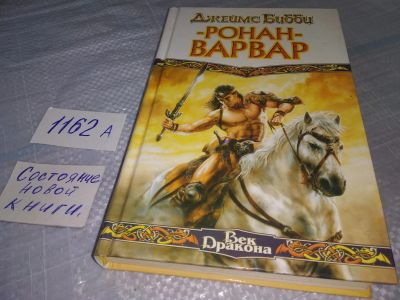 Джеймс Бибби
-РОНАН-
ВАРВАР
1162 А
Состояние
новой
книги.
Век
Дракона